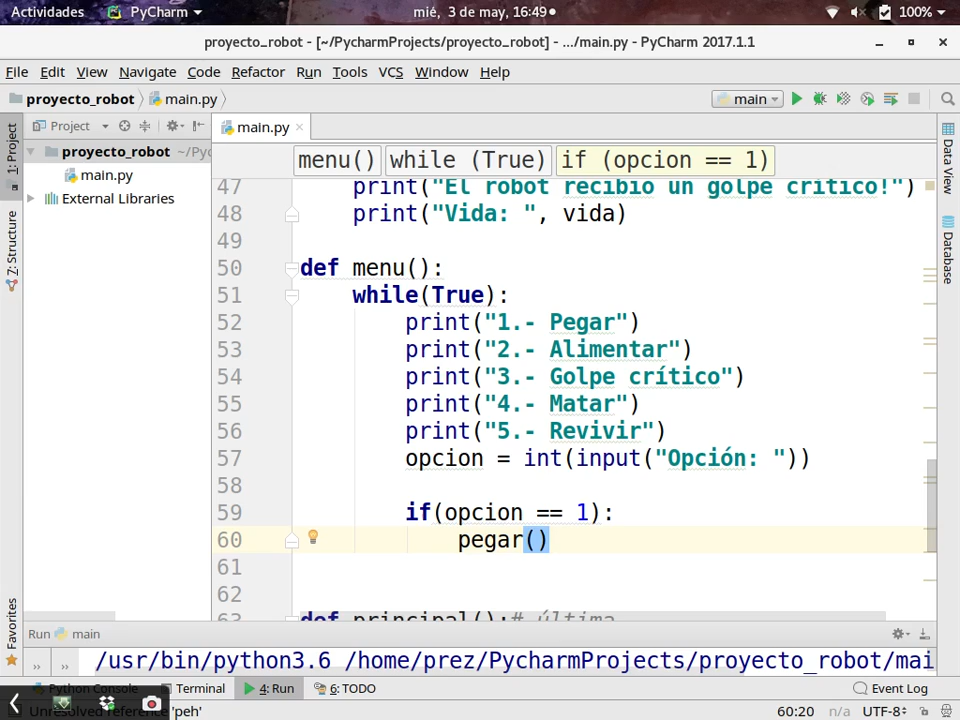 Actividades PyCharm mié, 3 de may, 16:49 100%
proyecto_robot - [~/PycharmProjects/proyecto_robot] - .../main.py - PyCharm 2017.1.1
File Edit View Navigate Code Refactor Run Tools VCS Window Help
proyecto_robot main.py main
1: Project
Z: Structure
Favorites
Project
proyecto_robot ~/Pyc
main.py
External Libraries
main.py
menu() while (True) if (opcion == 1)
47 print("El robot recibió un golpe crítico!")
48 print("Vida: ", vida)
49
50 def menu():
51 while(True):
52 print("1.- Pegar")
53 print("2.- Alimentar")
54 print("3.- Golpe crítico")
55 print("4.- Matar")
56 print("5.- Revivir")
57 opcion = int(input("Opción: "))
58
59 if(opcion == 1):
60 pegar()
61
62
63 def principal():# última
Data View
Database
Run main
/usr/bin/python3.6 /home/prez/PycharmProjects/proyecto_robot/mai
Python Console Terminal 4: Run 6: TODO Event Log
Unresolved reference 'peh' 60:20 n/a UTF-8